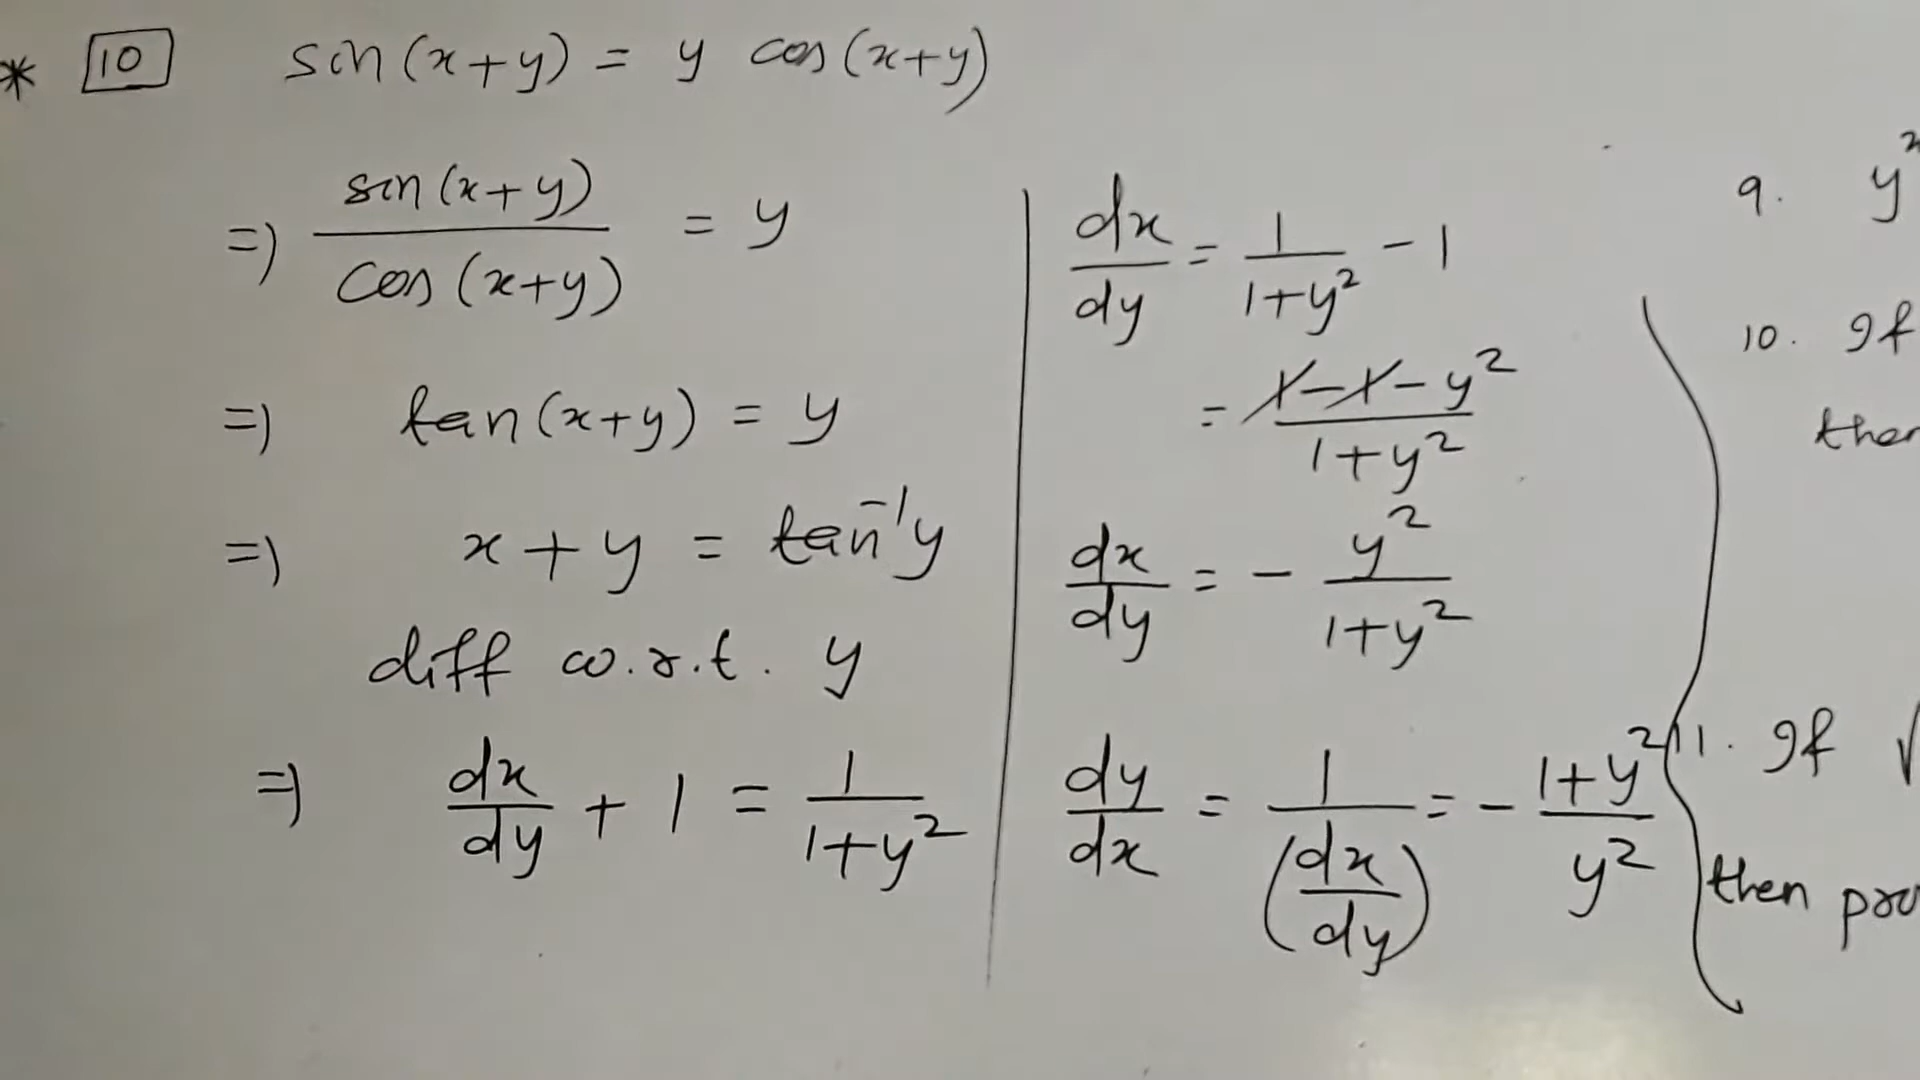 * 10 sin(x+y) = y cos(x+y)
=> sin(x+y) / cos(x+y) = y
=> tan(x+y) = y
=> x + y = tan⁻¹y
diff w.r.t. y
=> dx/dy + 1 = 1/(1+y²)
dx/dy = 1/(1+y²) - 1
= (1-1-y²)/(1+y²)
dx/dy = - y²/(1+y²)
dy/dx = 1/(dx/dy) = - (1+y²)/y²
9. y²
10. If
11. If √
then